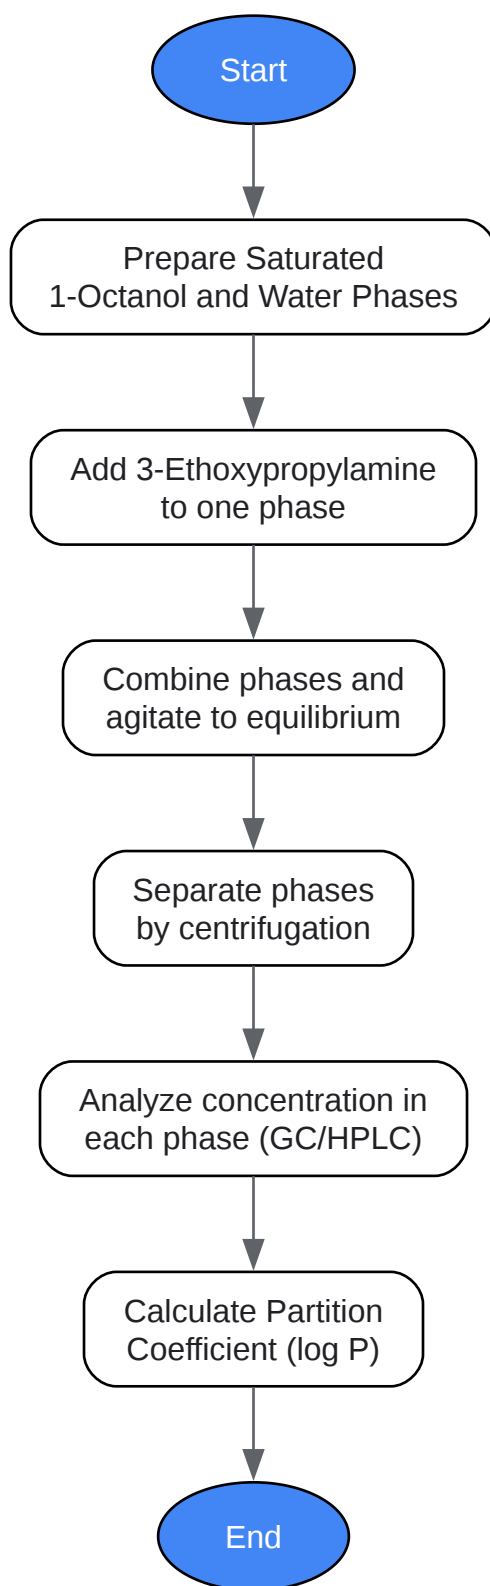 Start
Prepare Saturated
1-Octanol and Water Phases
Add 3-Ethoxypropylamine
to one phase
Combine phases and
agitate to equilibrium
Separate phases
by centrifugation
Analyze concentration in
each phase (GC/HPLC)
Calculate Partition
Coefficient (log P)
End